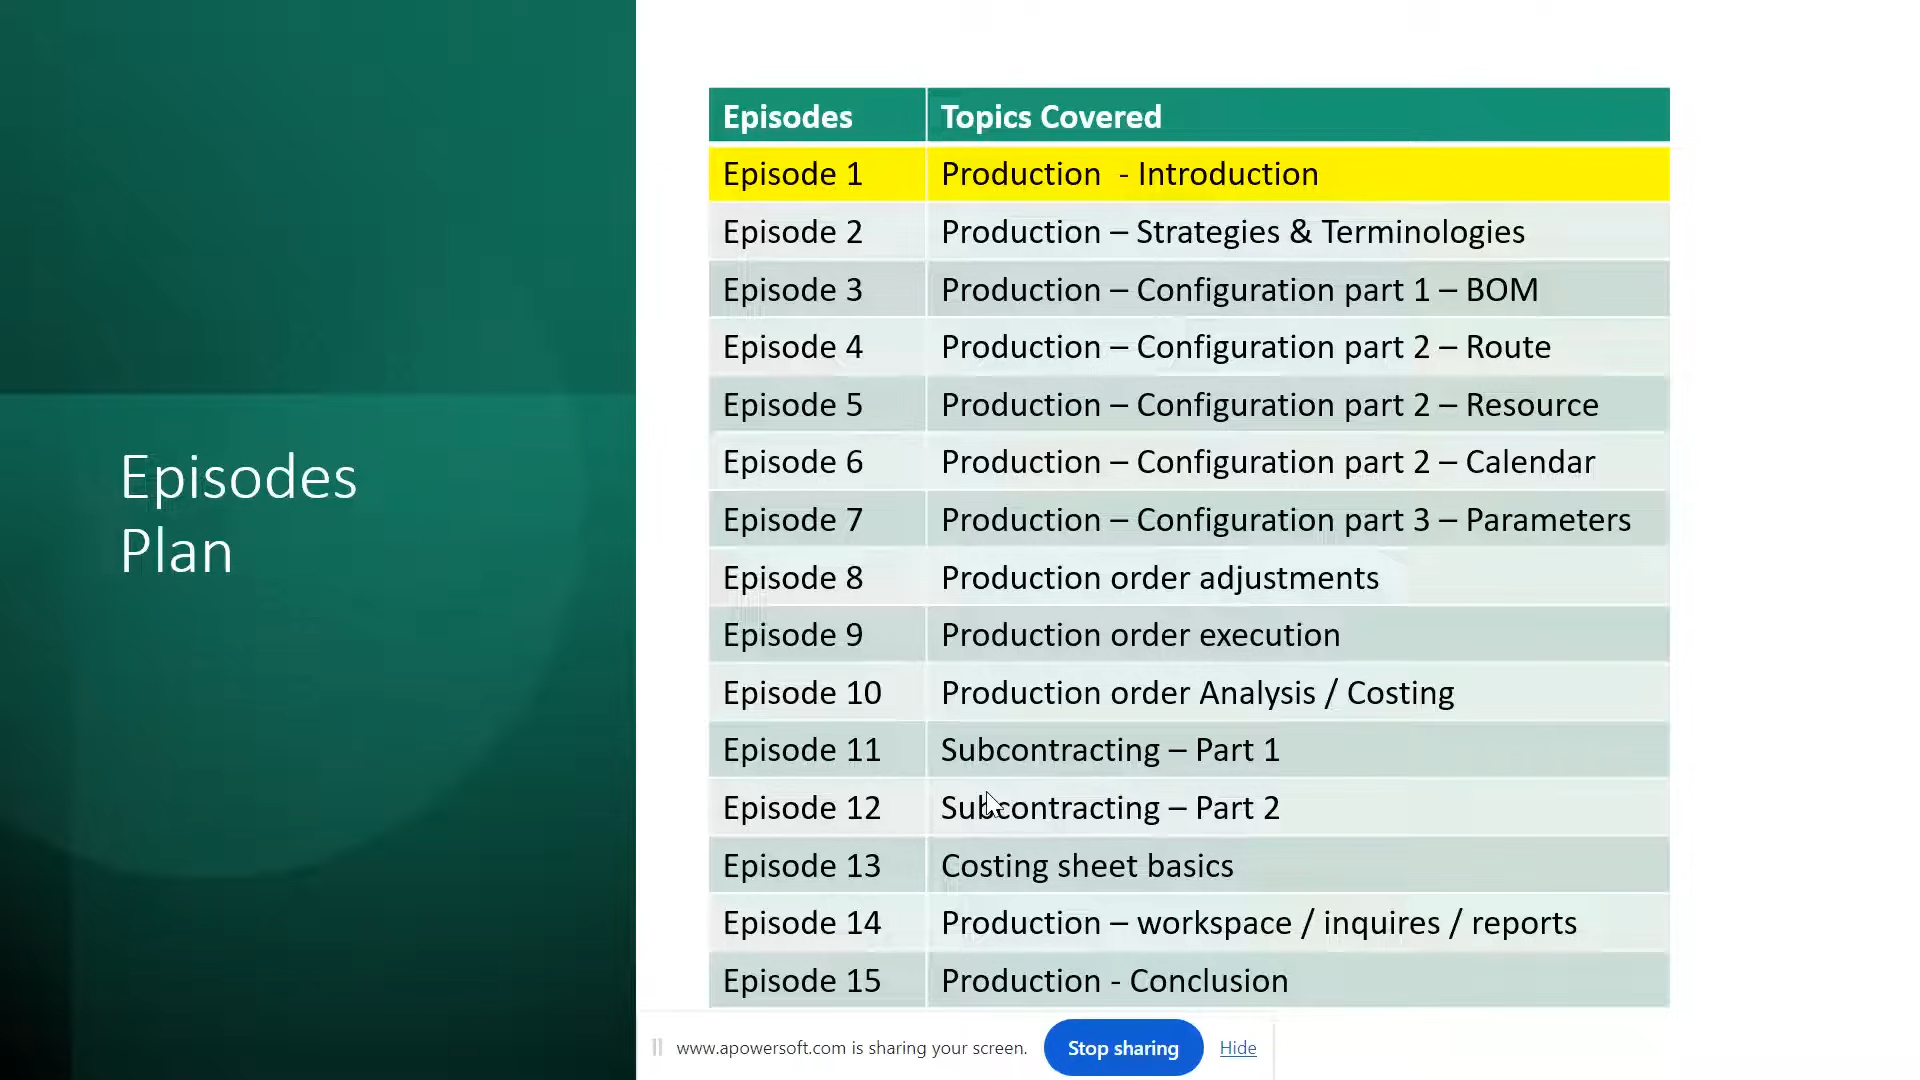 Episodes
Plan
Episodes Topics Covered
Episode 1 Production  - Introduction
Episode 2 Production – Strategies & Terminologies
Episode 3 Production – Configuration part 1 – BOM
Episode 4 Production – Configuration part 2 – Route
Episode 5 Production – Configuration part 2 – Resource
Episode 6 Production – Configuration part 2 – Calendar
Episode 7 Production – Configuration part 3 – Parameters
Episode 8 Production order adjustments
Episode 9 Production order execution
Episode 10 Production order Analysis / Costing
Episode 11 Subcontracting – Part 1
Episode 12 Subcontracting – Part 2
Episode 13 Costing sheet basics
Episode 14 Production – workspace / inquires / reports
Episode 15 Production - Conclusion
www.apowersoft.com is sharing your screen. Stop sharing Hide